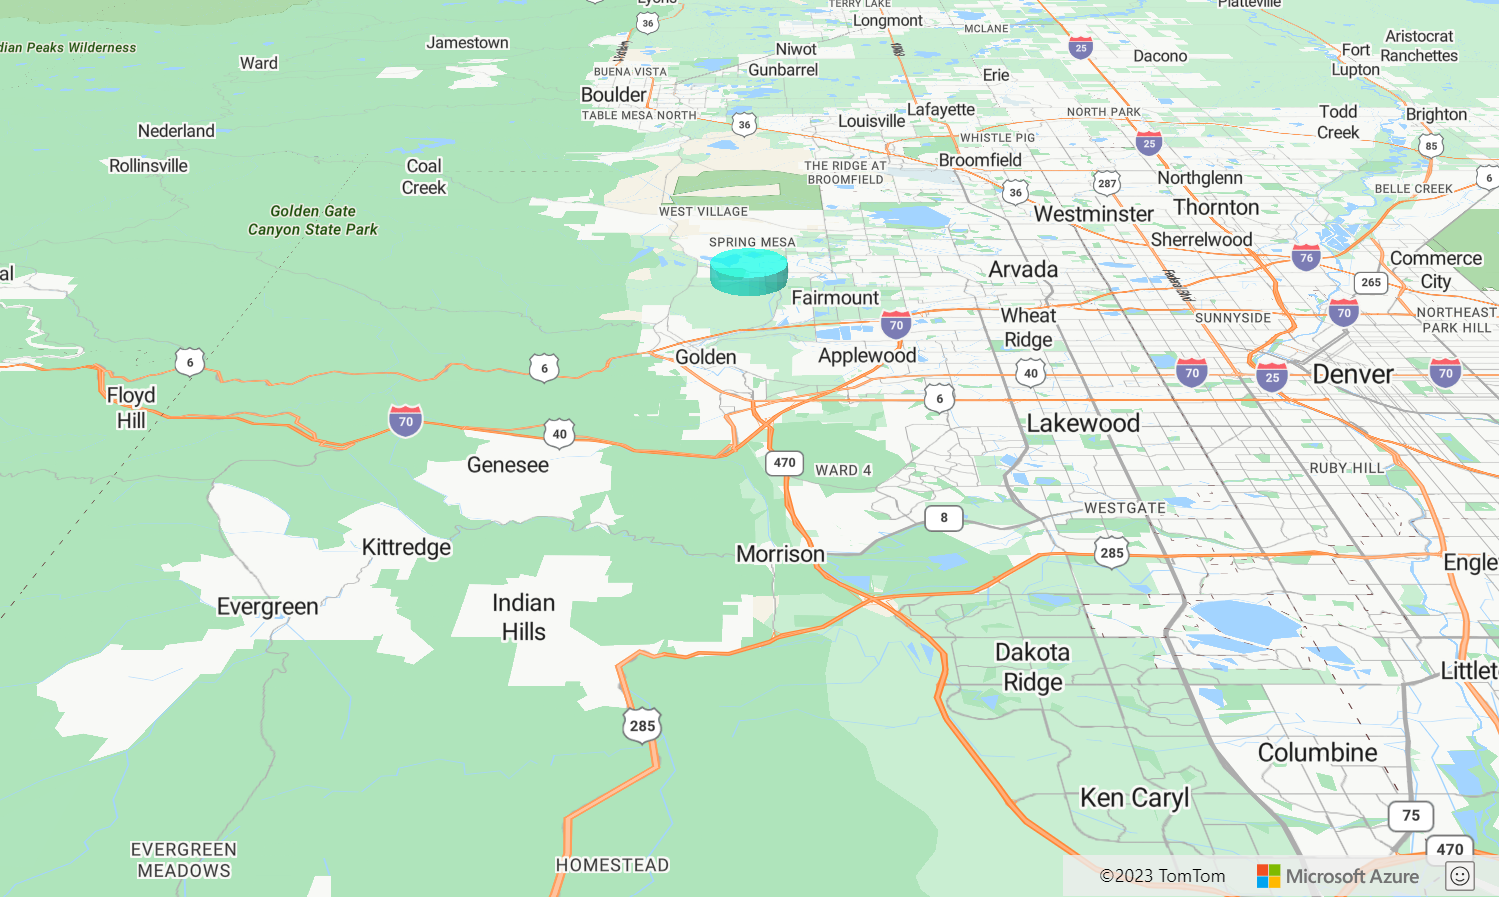 Lyons
TERRY LAKE
Platteville
36
Longmont
MCLANE
Indian Peaks Wilderness
Jamestown
Niwot
25
Aristocrat
Ranchettes
Ward
Gunbarrel
BUENA VISTA
Erie
Dacono
Fort
Lupton
Boulder
TABLE MESA NORTH
36
Lafayette
Louisville
NORTH PARK
Todd
Creek
Brighton
Nederland
WHISTLE PIG
25
85
Rollinsville
Coal
Creek
THE RIDGE AT
BROOMFIELD
Broomfield
36
287
Northglenn
6
BELLE CREEK
Golden Gate
Canyon State Park
WEST VILLAGE
Westminster
Thornton
SPRING MESA
Sherrelwood
76
Commerce
City
al
Arvada
Federal Blvd
265
Fairmount
70
Wheat
Ridge
SUNNYSIDE
70
NORTHEAST
PARK HILL
6
6
Golden
Applewood
40
70
25
Denver
70
Floyd
Hill
6
70
40
Lakewood
Genesee
470
WARD 4
RUBY HILL
8
WESTGATE
Kittredge
Morrison
285
Engle
Evergreen
Indian
Hills
Dakota
Ridge
Littlet
285
Columbine
Ken Caryl
75
EVERGREEN
MEADOWS
HOMESTEAD
470
©2023 TomTom
Microsoft Azure